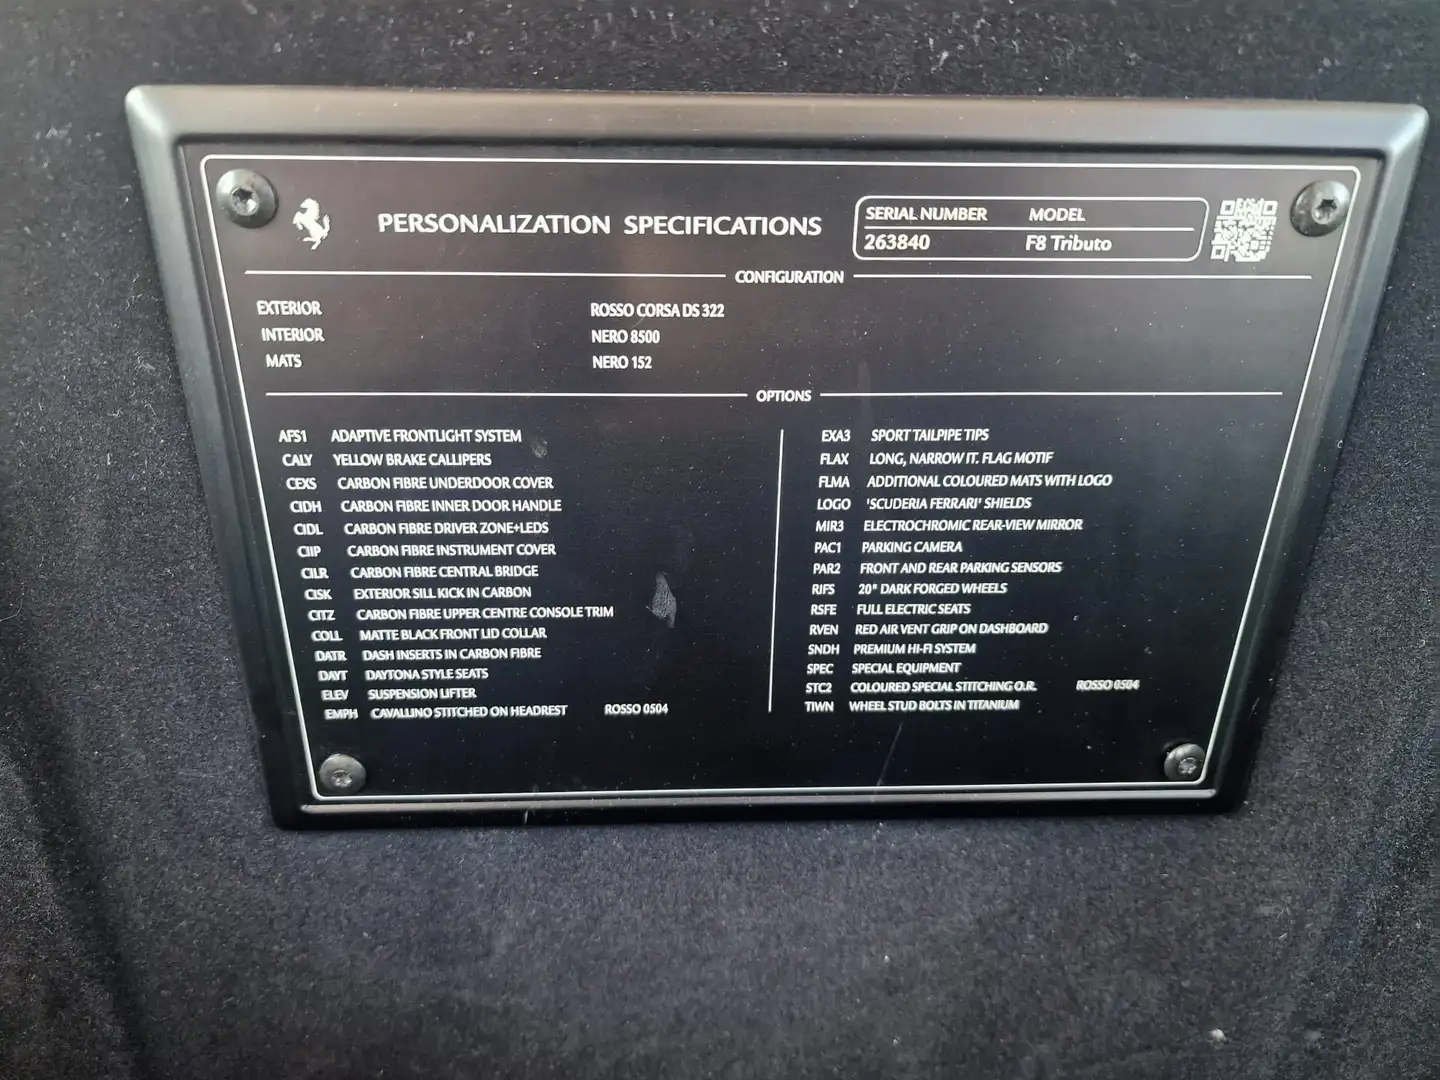 PERSONALIZATION SPECIFICATIONS
SERIAL NUMBER MODEL
263840 F8 Tributo
CONFIGURATION
EXTERIOR ROSSO CORSA DS 322
INTERIOR NERO 8500
MATS NERO 152
OPTIONS
AFS1 ADAPTIVE FRONTLIGHT SYSTEM
CALY YELLOW BRAKE CALLIPERS
CEXS CARBON FIBRE UNDERDOOR COVER
CIDH CARBON FIBRE INNER DOOR HANDLE
CIDL CARBON FIBRE DRIVER ZONE+LEDS
CIIP CARBON FIBRE INSTRUMENT COVER
CILR CARBON FIBRE CENTRAL BRIDGE
CISK EXTERIOR SILL KICK IN CARBON
CITZ CARBON FIBRE UPPER CENTRE CONSOLE TRIM
COLL MATTE BLACK FRONT LID COLLAR
DATR DASH INSERTS IN CARBON FIBRE
DAYT DAYTONA STYLE SEATS
ELEV SUSPENSION LIFTER
EMPH CAVALLINO STITCHED ON HEADREST ROSSO 0504
EXA3 SPORT TAILPIPE TIPS
FLAX LONG, NARROW IT. FLAG MOTIF
FLMA ADDITIONAL COLOURED MATS WITH LOGO
LOGO 'SCUDERIA FERRARI' SHIELDS
MIR3 ELECTROCHROMIC REAR-VIEW MIRROR
PAC1 PARKING CAMERA
PAR2 FRONT AND REAR PARKING SENSORS
RIFS 20" DARK FORGED WHEELS
RSFE FULL ELECTRIC SEATS
RVEN RED AIR VENT GRIP ON DASHBOARD
SNDH PREMIUM HI-FI SYSTEM
SPEC SPECIAL EQUIPMENT
STC2 COLOURED SPECIAL STITCHING O.R. ROSSO 0504
TIWN WHEEL STUD BOLTS IN TITANIUM